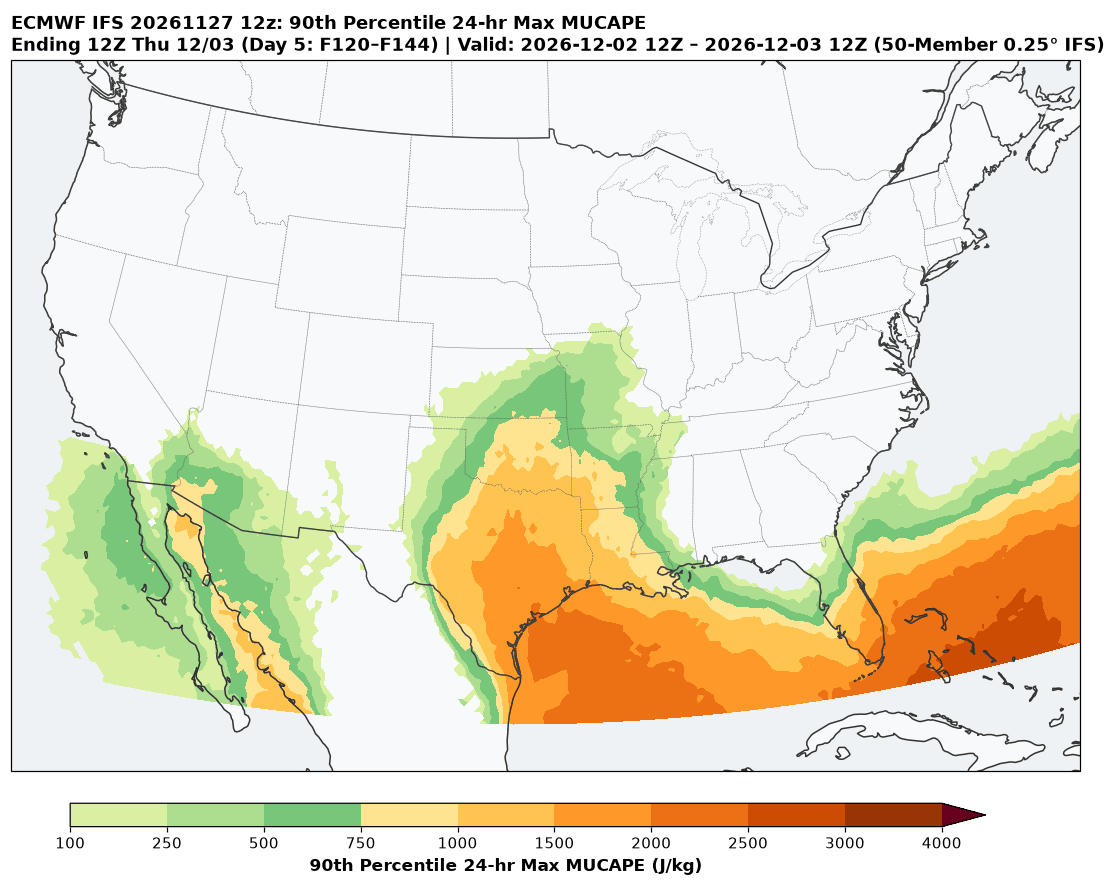 ECMWF IFS 20261127 12z: 90th Percentile 24-hr Max MUCAPE
Ending 12Z Thu 12/03 (Day 5: F120–F144) | Valid: 2026-12-02 12Z – 2026-12-03 12Z (50-Member 0.25° IFS)
100 250 500 750 1000 1500 2000 2500 3000 4000
90th Percentile 24-hr Max MUCAPE (J/kg)